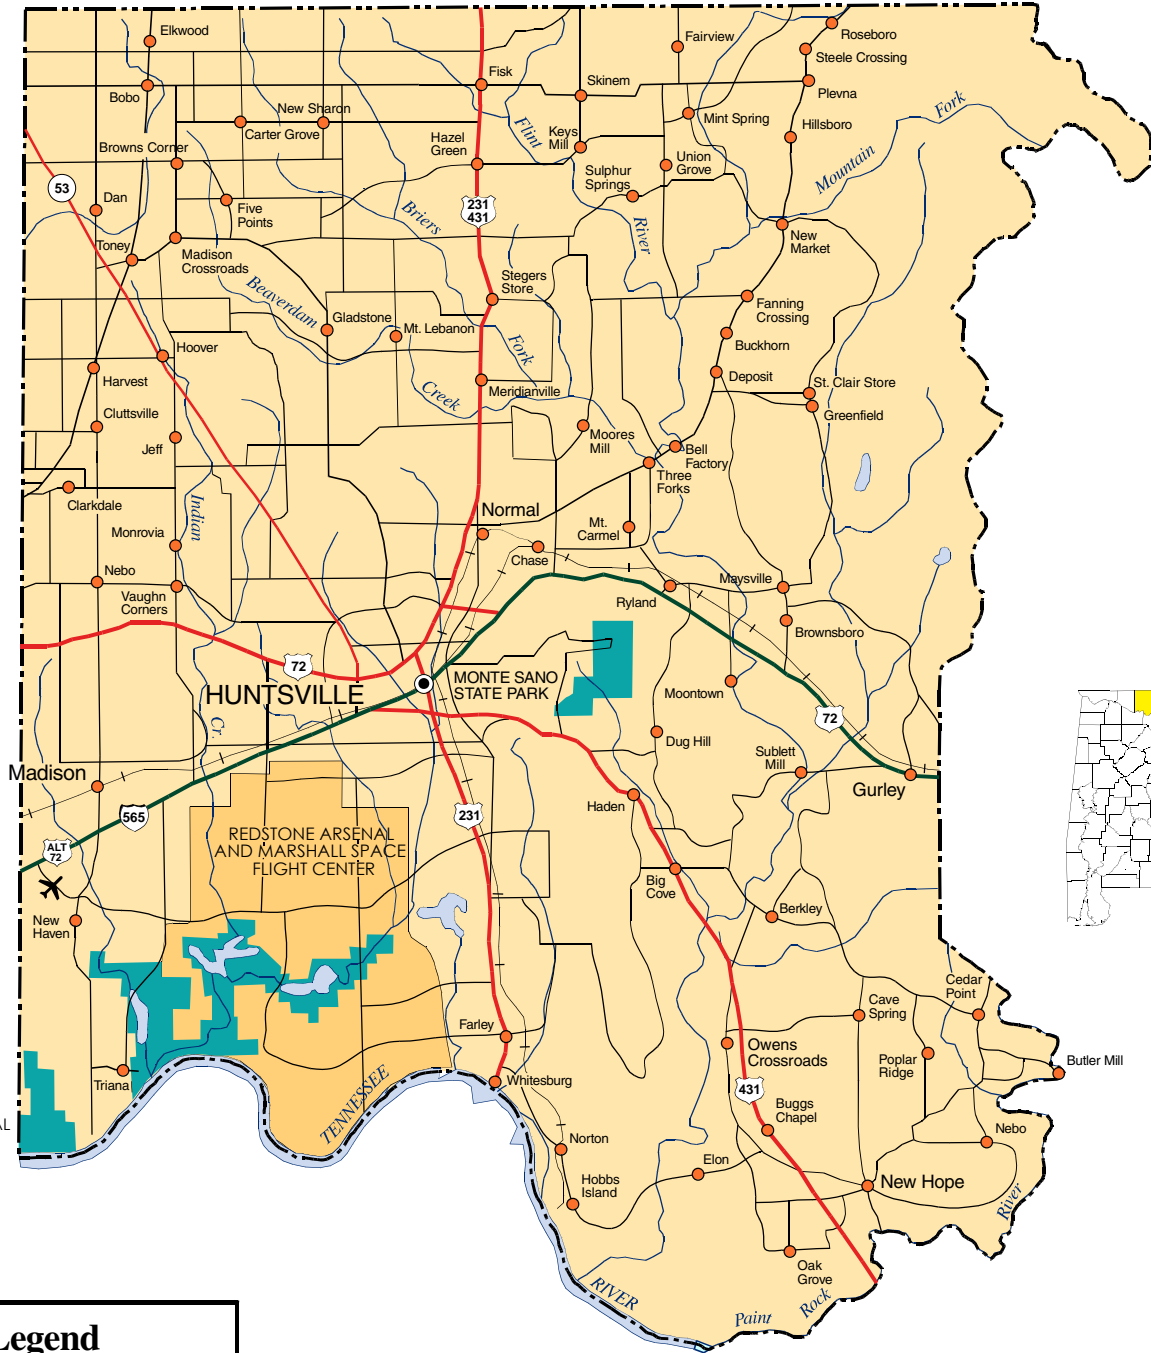 Elkwood
Fairview
Roseboro
Steele Crossing
Fisk
Skinem
Bobo
Plevna
New Sharon
Carter Grove
Fork
Flint
Mint Spring
Hillsboro
Keys
Mill
Hazel
Green
Browns Corner
Mountain
Union
Grove
Sulphur
Springs
53
Dan
Five
Points
231
431
Briers
River
New
Market
Toney
Madison
Crossroads
Stegers
Store
Beaverdam
Fanning
Crossing
Gladstone
Mt. Lebanon
Buckhorn
Hoover
Fork
Harvest
Deposit
St. Clair Store
Meridianville
Creek
Greenfield
Cluttsville
Moores
Mill
Jeff
Bell
Factory
Three
Forks
Clarkdale
Indian
Normal
Mt.
Carmel
Monrovia
Chase
Nebo
Maysville
Vaughn
Corners
Ryland
Brownsboro
72
MONTE SANO
STATE PARK
HUNTSVILLE
Moontown
Cr.
72
Dug Hill
Sublett
Mill
Madison
Gurley
Haden
565
231
REDSTONE ARSENAL
AND MARSHALL SPACE
FLIGHT CENTER
ALT
72
Big
Cove
Berkley
New
Haven
Cedar
Point
Cave
Spring
Farley
Owens
Crossroads
Poplar
Ridge
Butler Mill
Triana
Whitesburg
431
TENNESSEE
Buggs
Chapel
AL
Norton
Nebo
Elon
Hobbs
Island
New Hope
River
Oak
Grove
RIVER
Rock
Paint
Legend